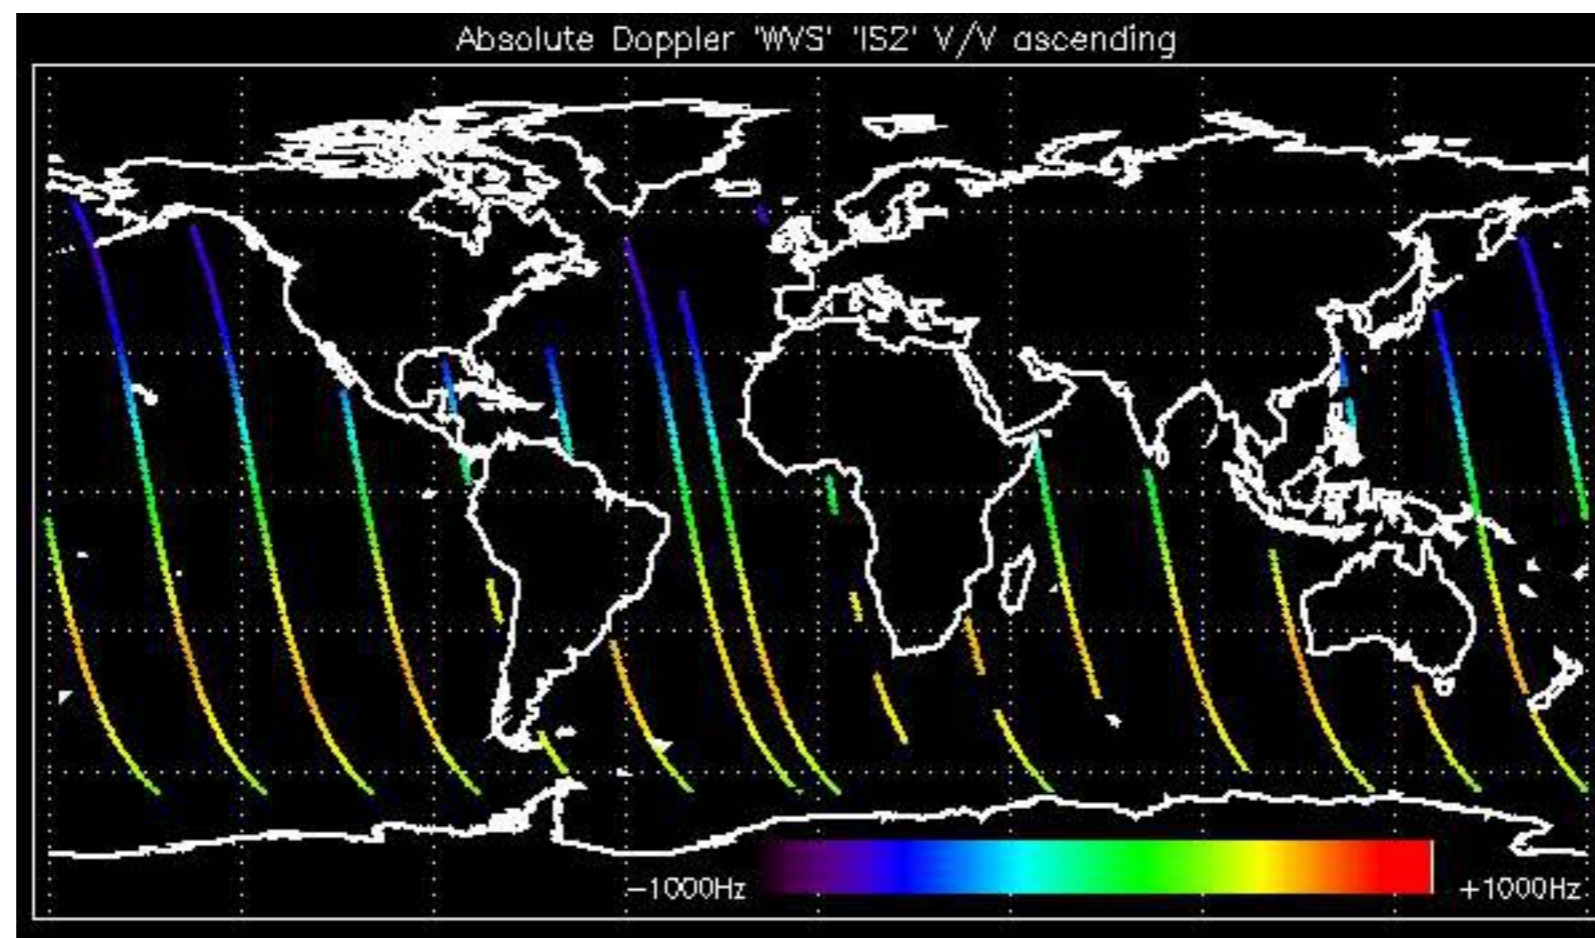 Absolute Doppler 'WVS' 'IS2' V/V ascending
−1000Hz
+1000Hz